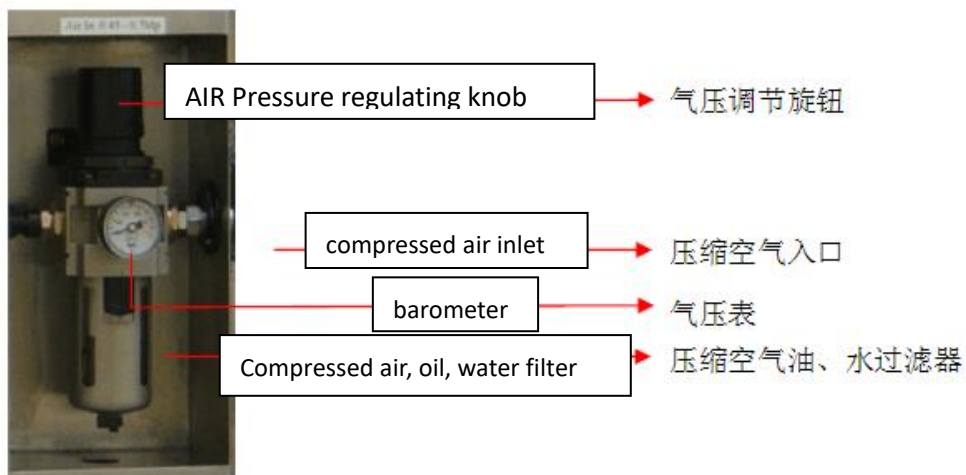 AIR Pressure regulating knob
气压调节旋钮
compressed air inlet
压缩空气入口
barometer
气压表
Compressed air, oil, water filter
压缩空气油、水过滤器